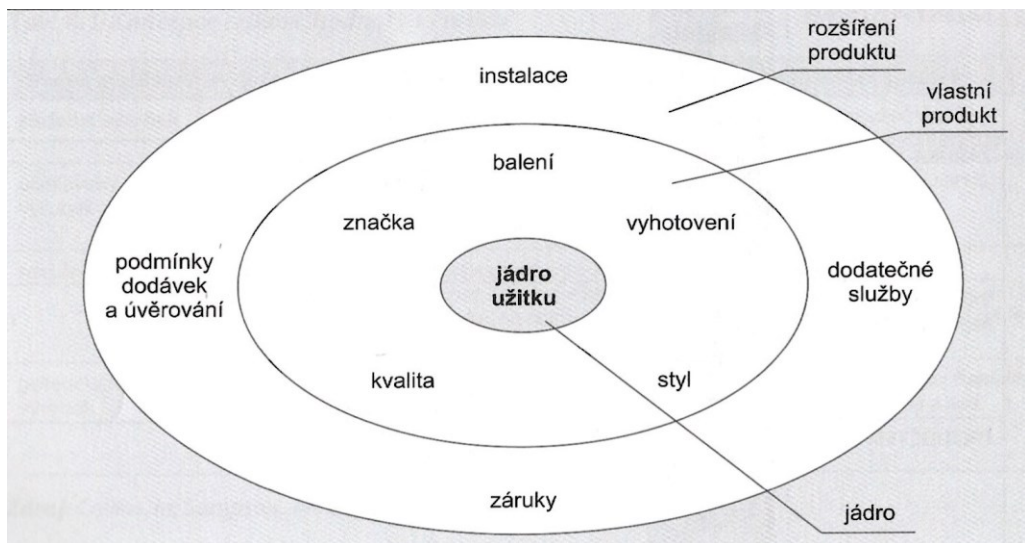 rozšíření
produktu
instalace
vlastní
produkt
balení
značka
vyhotovení
podmínky
dodávek
a úvěrování
jádro
užitku
dodatečné
služby
kvalita
styl
záruky
jádro